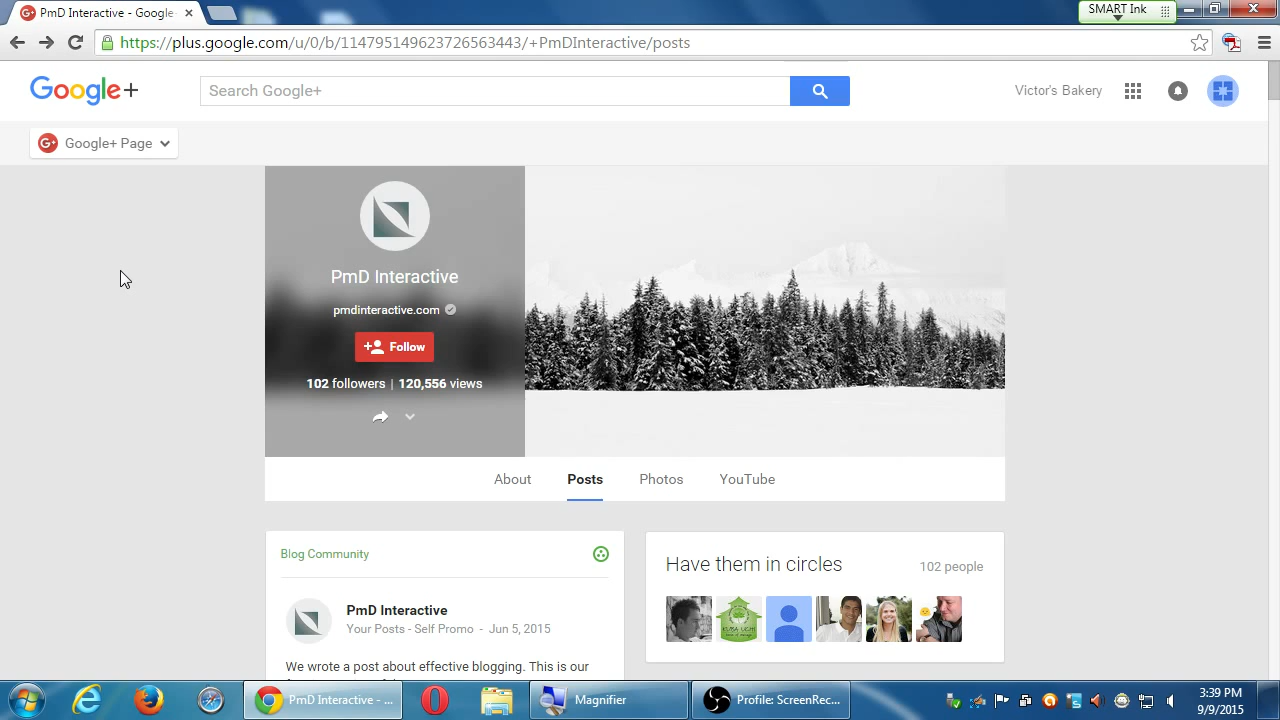 PmD Interactive - Google
SMART Ink
https://plus.google.com/u/0/b/114795149623726563443/+PmDInteractive/posts
Google+
Search Google+
Victor's Bakery
G+ Google+ Page
PmD Interactive
pmdinteractive.com
Follow
102 followers | 120,556 views
About Posts Photos YouTube
Blog Community
Have them in circles
102 people
PmD Interactive
Your Posts - Self Promo - Jun 5, 2015
We wrote a post about effective blogging. This is our
PmD Interactive - ...
Magnifier
Profile: ScreenRec...
3:39 PM
9/9/2015